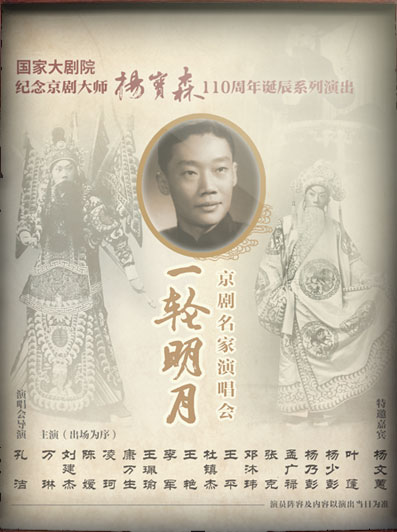 国家大剧院
纪念京剧大师 楊寳森 110周年诞辰系列演出
一轮明月
京剧名家演唱会
演唱会导演
孔洁
主演(出场为序)
万琳
刘建杰
陈嫒
凌珂
康万生
王珮瑜
李军
王艳
杜镇杰
王平
邓沐玮
张克
孟广禄
杨乃彭
杨少彭
叶蓬
特邀嘉宾
杨文蕙
演员阵容及内容以演出当日为准